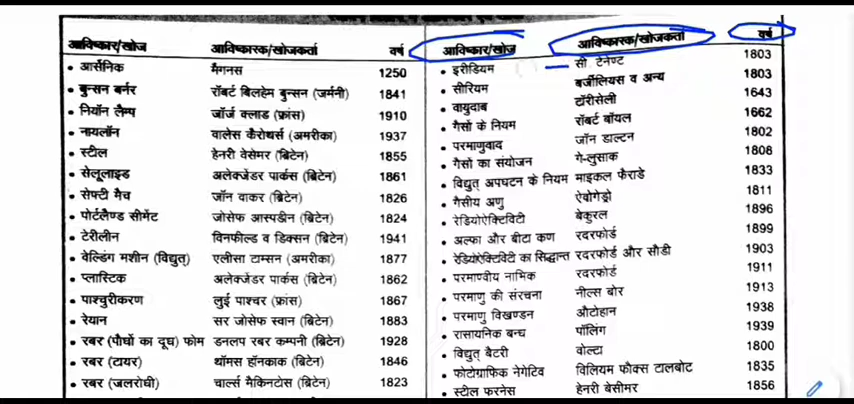 आविष्कार/खोज आविष्कारक/खोजकर्ता वर्ष
• आर्सेनिक मैगनस 1250
• बुन्सन बर्नर रॉबर्ट बिलहेम बुन्सन (जर्मनी) 1841
• नियॉन लैम्प जॉर्ज क्लाड (फ्रांस) 1910
• नायलॉन वालेस कैरोथर्स (अमरीका) 1937
• स्टील हेनरी वेसेमर (ब्रिटेन) 1855
• सेलूलाइड अलेक्जेंडर पार्कस (ब्रिटेन) 1861
• सेफ्टी मैच जॉन वाकर (ब्रिटेन) 1826
• पोर्टलैण्ड सीमेंट जोसेफ आस्पडीन (ब्रिटेन) 1824
• टेरीलीन विनफील्ड व डिक्सन (ब्रिटेन) 1941
• वेल्डिंग मशीन (विद्युत्) एलीसा टाम्सन (अमरीका) 1877
• प्लास्टिक अलेक्जेंडर पार्कस (ब्रिटेन) 1862
• पाश्चुरीकरण लुई पाश्चर (फ्रांस) 1867
• रेयान सर जोसेफ स्वान (ब्रिटेन) 1883
• रबर (पौधों का दूध) फोम डनलप रबर कम्पनी (ब्रिटेन) 1928
• रबर (टायर) थॉमस हॉनकाक (ब्रिटेन) 1846
• रबर (जलरोधी) चार्ल्स मैकिनटोस (ब्रिटेन) 1823
आविष्कार/खोज आविष्कारक/खोजकर्ता वर्ष
• इरीडियम सी टेनेण्ट 1803
• सीरियम बर्जीलियस व अन्य 1803
• वायुदाब टॉरीसेली 1643
• गैसों के नियम रॉबर्ट बॉयल 1662
• परमाणुवाद जॉन डाल्टन 1802
• गैसों का संयोजन गे-लुसाक 1808
• विद्युत् अपघटन के नियम माइकल फैराडे 1833
• गैसीय अणु ऐवोगेड्रो 1811
• रेडियोऐक्टिविटी बेकुरल 1896
• अल्फा और बीटा कण रदरफोर्ड 1899
• रेडियोऐक्टिविटी का सिद्धान्त रदरफोर्ड और सौडी 1903
• परमाण्वीय नाभिक रदरफोर्ड 1911
• परमाणु की संरचना नील्स बोर 1913
• परमाणु विखण्डन औटोहान 1938
• रासायनिक बन्ध पॉलिंग 1939
• विद्युत् बैटरी वोल्टा 1800
• फोटोग्राफिक नेगेटिव विलियम फौक्स टालबोट 1835
• स्टील फरनेस हेनरी बेसीमर 1856